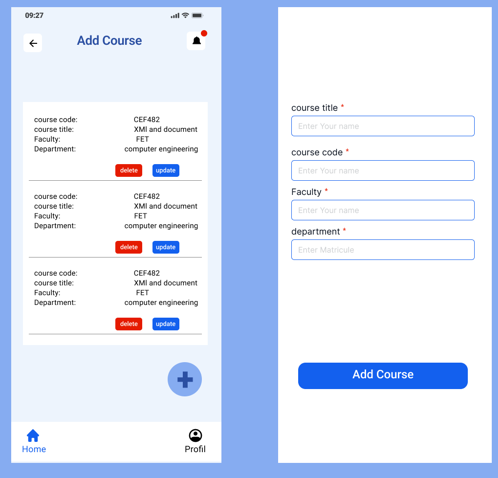 09:27
Add Course
course code: CEF482
course title: XMl and document
Faculty: FET
Department: computer engineering
delete update
course code: CEF482
course title: XMl and document
Faculty: FET
Department: computer engineering
delete update
course code: CEF482
course title: XMl and document
Faculty: FET
Department: computer engineering
delete update
Home Profil
course title *
Enter Your name
course code *
Enter Your name
Faculty *
Enter Your name
department *
Enter Matricule
Add Course